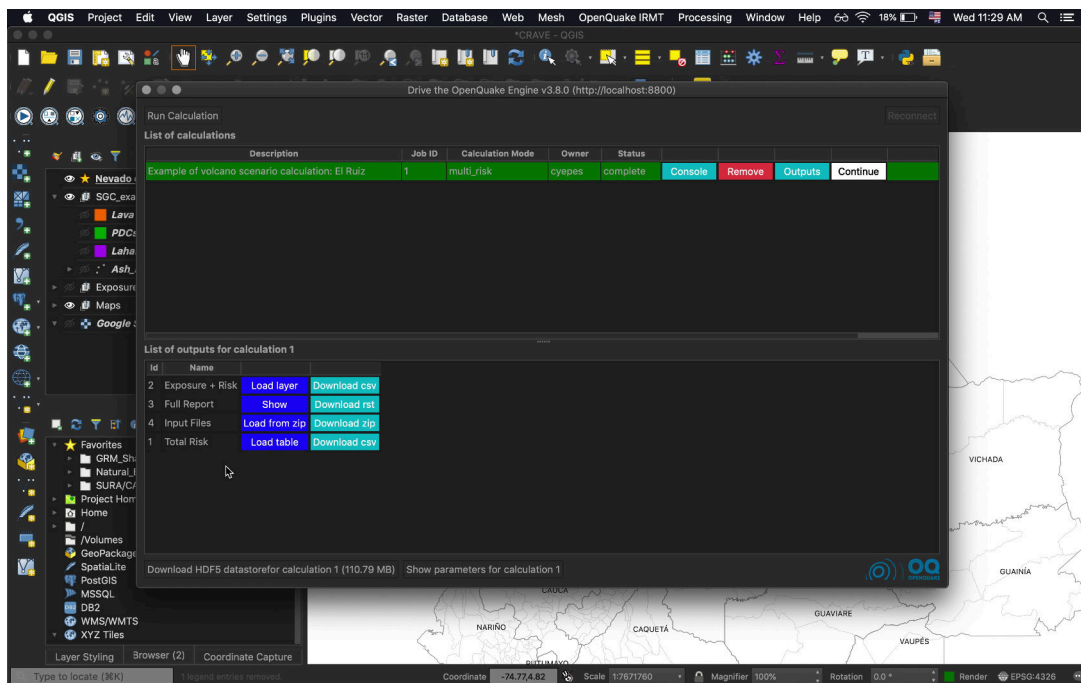 QGIS Project Edit View Layer Settings Plugins Vector Raster Database Web Mesh OpenQuake IRMT Processing Window Help 18% Wed 11:29 AM
*CRAVE - QGIS
Drive the OpenQuake Engine v3.8.0 (http://localhost:8800)
Run Calculation Reconnect
List of calculations
Description Job ID Calculation Mode Owner Status
Example of volcano scenario calculation: El Ruiz 1 multi_risk cyepes complete Console Remove Outputs Continue
Nevado
SGC_exa
Lava
PDCs
Laha
Ash_
Exposure
Maps
Google
List of outputs for calculation 1
Id Name
2 Exposure + Risk Load layer Download csv
3 Full Report Show Download rst
4 Input Files Load from zip Download zip
1 Total Risk Load table Download csv
Favorites
GRM_Sh
Natural_
SURA/CA
Project Hom
Home
/
/Volumes
GeoPackage
SpatiaLite
PostGIS
MSSQL
DB2
WMS/WMTS
XYZ Tiles
Download HDF5 datastorefor calculation 1 (110.79 MB) Show parameters for calculation 1
OQ
OPENQUAKE
VICHADA
GUAINÍA
CAUCA
GUAVIARE
NARIÑO
CAQUETÁ
VAUPÉS
PUTUMAYO
Layer Styling Browser (2) Coordinate Capture
Type to locate (⌘K) 1 legend entries removed. Coordinate -74.77,4.82 Scale 1:7671760 Magnifier 100% Rotation 0.0 ° Render EPSG:4326